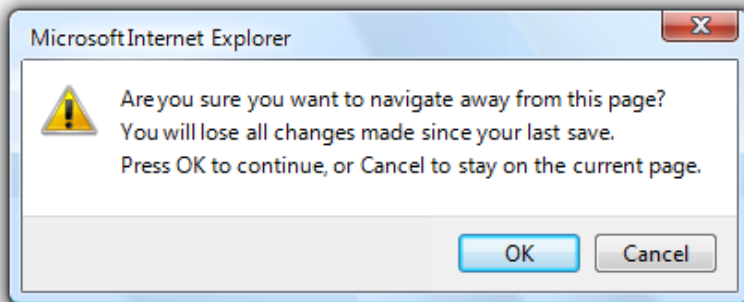 Microsoft Internet Explorer
Are you sure you want to navigate away from this page?
You will lose all changes made since your last save.
Press OK to continue, or Cancel to stay on the current page.
OK
Cancel